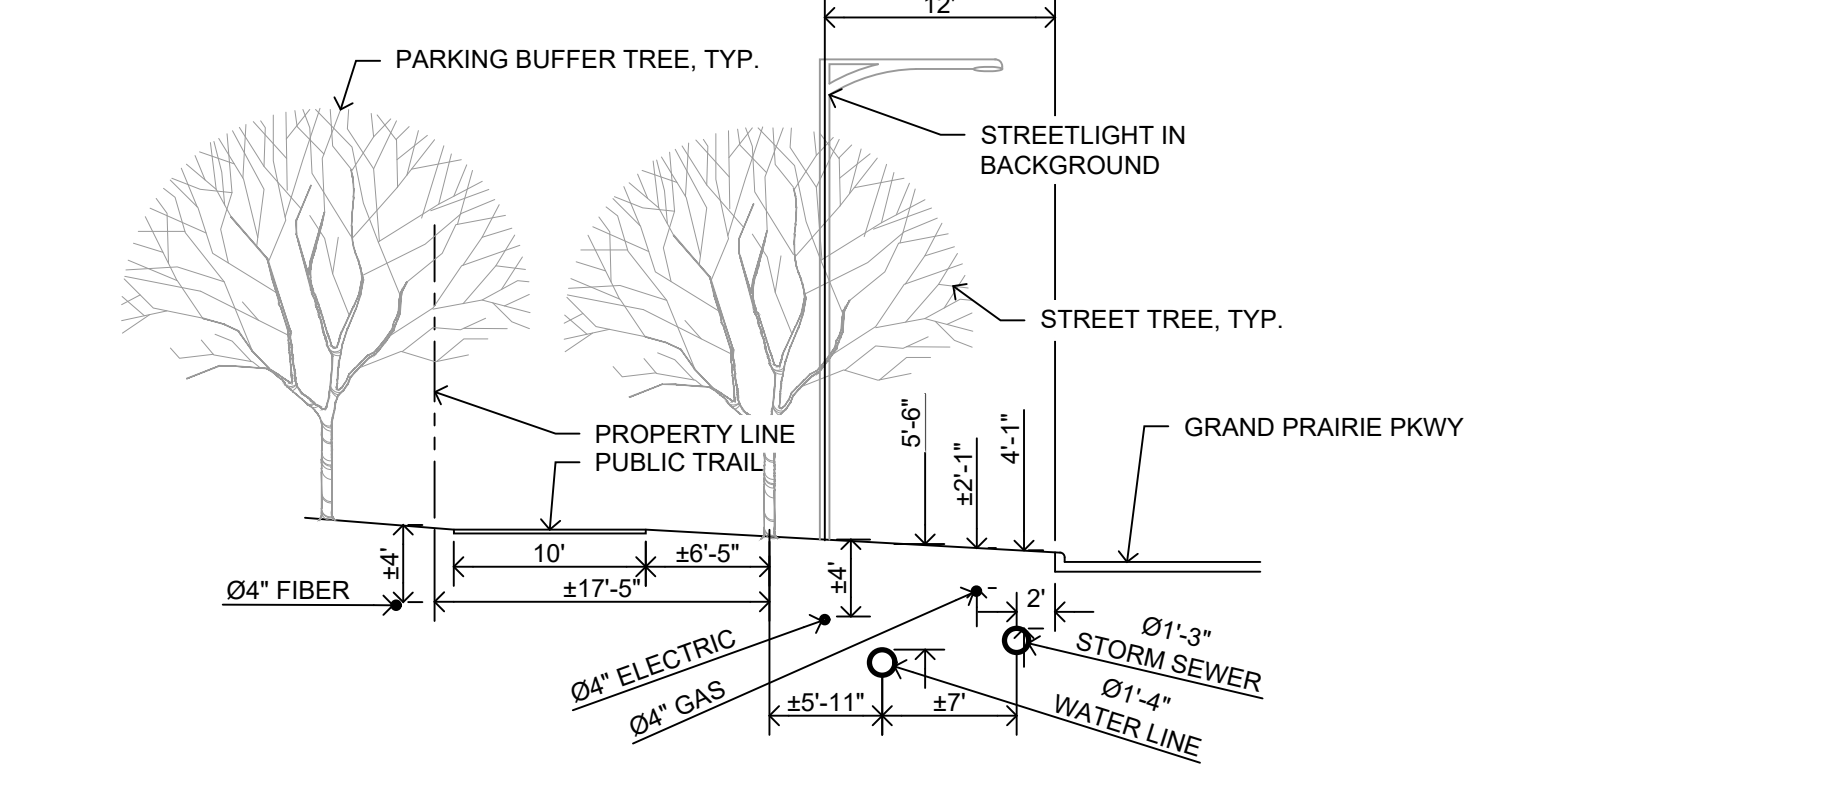 12'
PARKING BUFFER TREE, TYP.
STREETLIGHT IN
BACKGROUND
STREET TREE, TYP.
PROPERTY LINE
PUBLIC TRAIL
5'-6"
±2'-1"
4'-1"
GRAND PRAIRIE PKWY
±4'
10'
±6'-5"
±17'-5"
±4'
Ø4" FIBER
2'
Ø4" ELECTRIC
Ø4" GAS
Ø1'-3"
STORM SEWER
Ø1'-4"
WATER LINE
±5'-11"
±7'